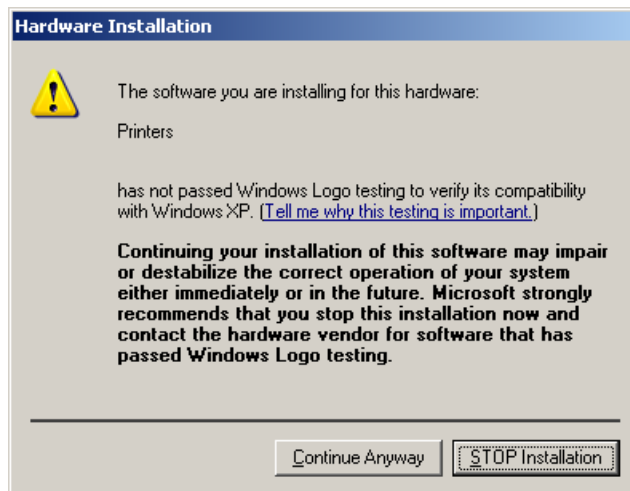 Hardware Installation
The software you are installing for this hardware:
Printers
has not passed Windows Logo testing to verify its compatibility
with Windows XP. (Tell me why this testing is important.)
Continuing your installation of this software may impair
or destabilize the correct operation of your system
either immediately or in the future. Microsoft strongly
recommends that you stop this installation now and
contact the hardware vendor for software that has
passed Windows Logo testing.
Continue Anyway
STOP Installation